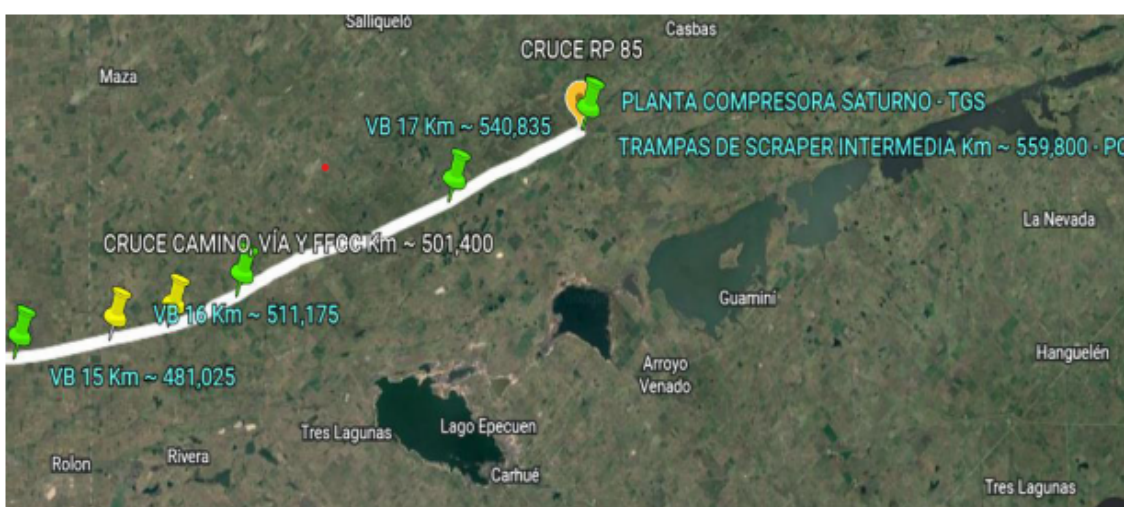 Salliqueló
Casbas
CRUCE RP 85
Maza
PLANTA COMPRESORA SATURNO - TGS
VB 17 Km ~ 540,835
TRAMPAS DE SCRAPER INTERMEDIA Km ~ 559,800 - PC
La Nevada
CRUCE CAMINO, VÍA Y FFCC Km ~ 501,400
Guamini
VB 16 Km ~ 511,175
Hanguelén
Arroyo
Venado
VB 15 Km ~ 481,025
Lago Epecuen
Tres Lagunas
Rivera
Rolon
Carhué
Tres Lagunas